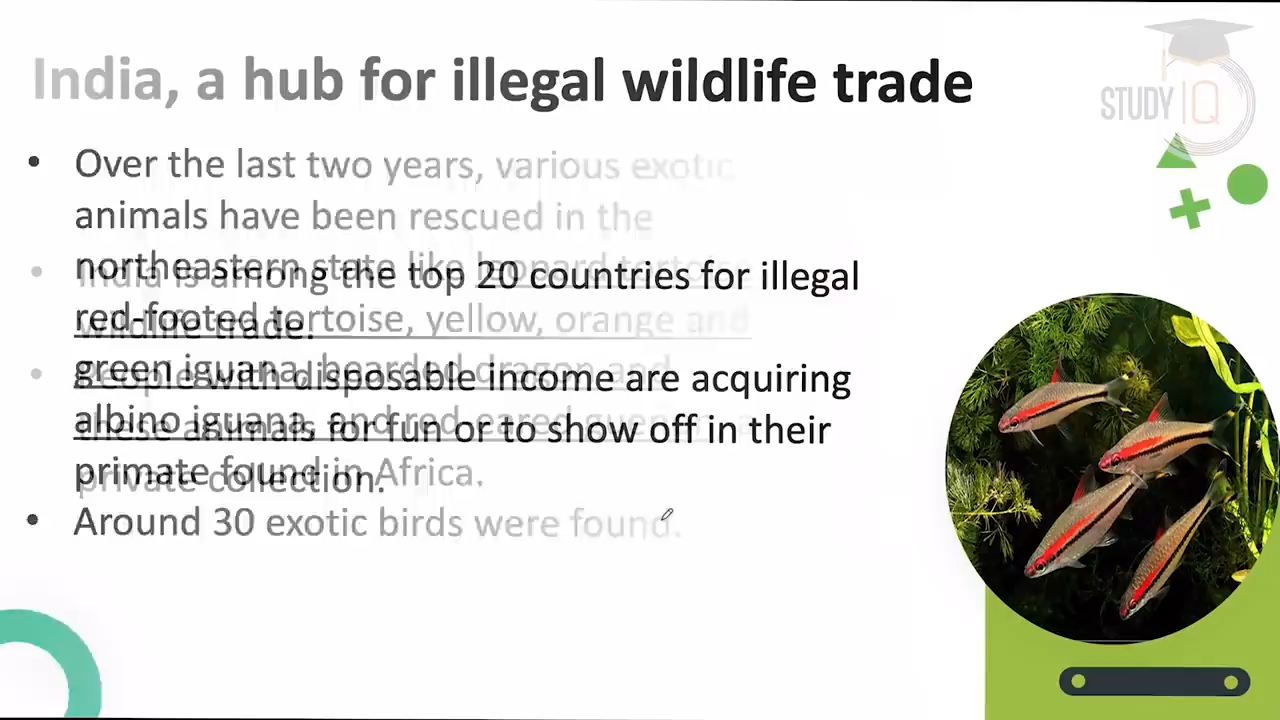 India, a hub for illegal wildlife trade
STUDY IQ
• Over the last two years, various exotic
animals have been rescued in the
northeastern state like leopard tortoise
• India is among the top 20 countries for illegal
red-footed tortoise, yellow, orange and
wildlife trade.
green iguana, bearded dragon and
• People with disposable income are acquiring
albino iguana, and red-eared
these animals for fun or to show off in their
primate found in Africa.
private collection.
• Around 30 exotic birds were found.